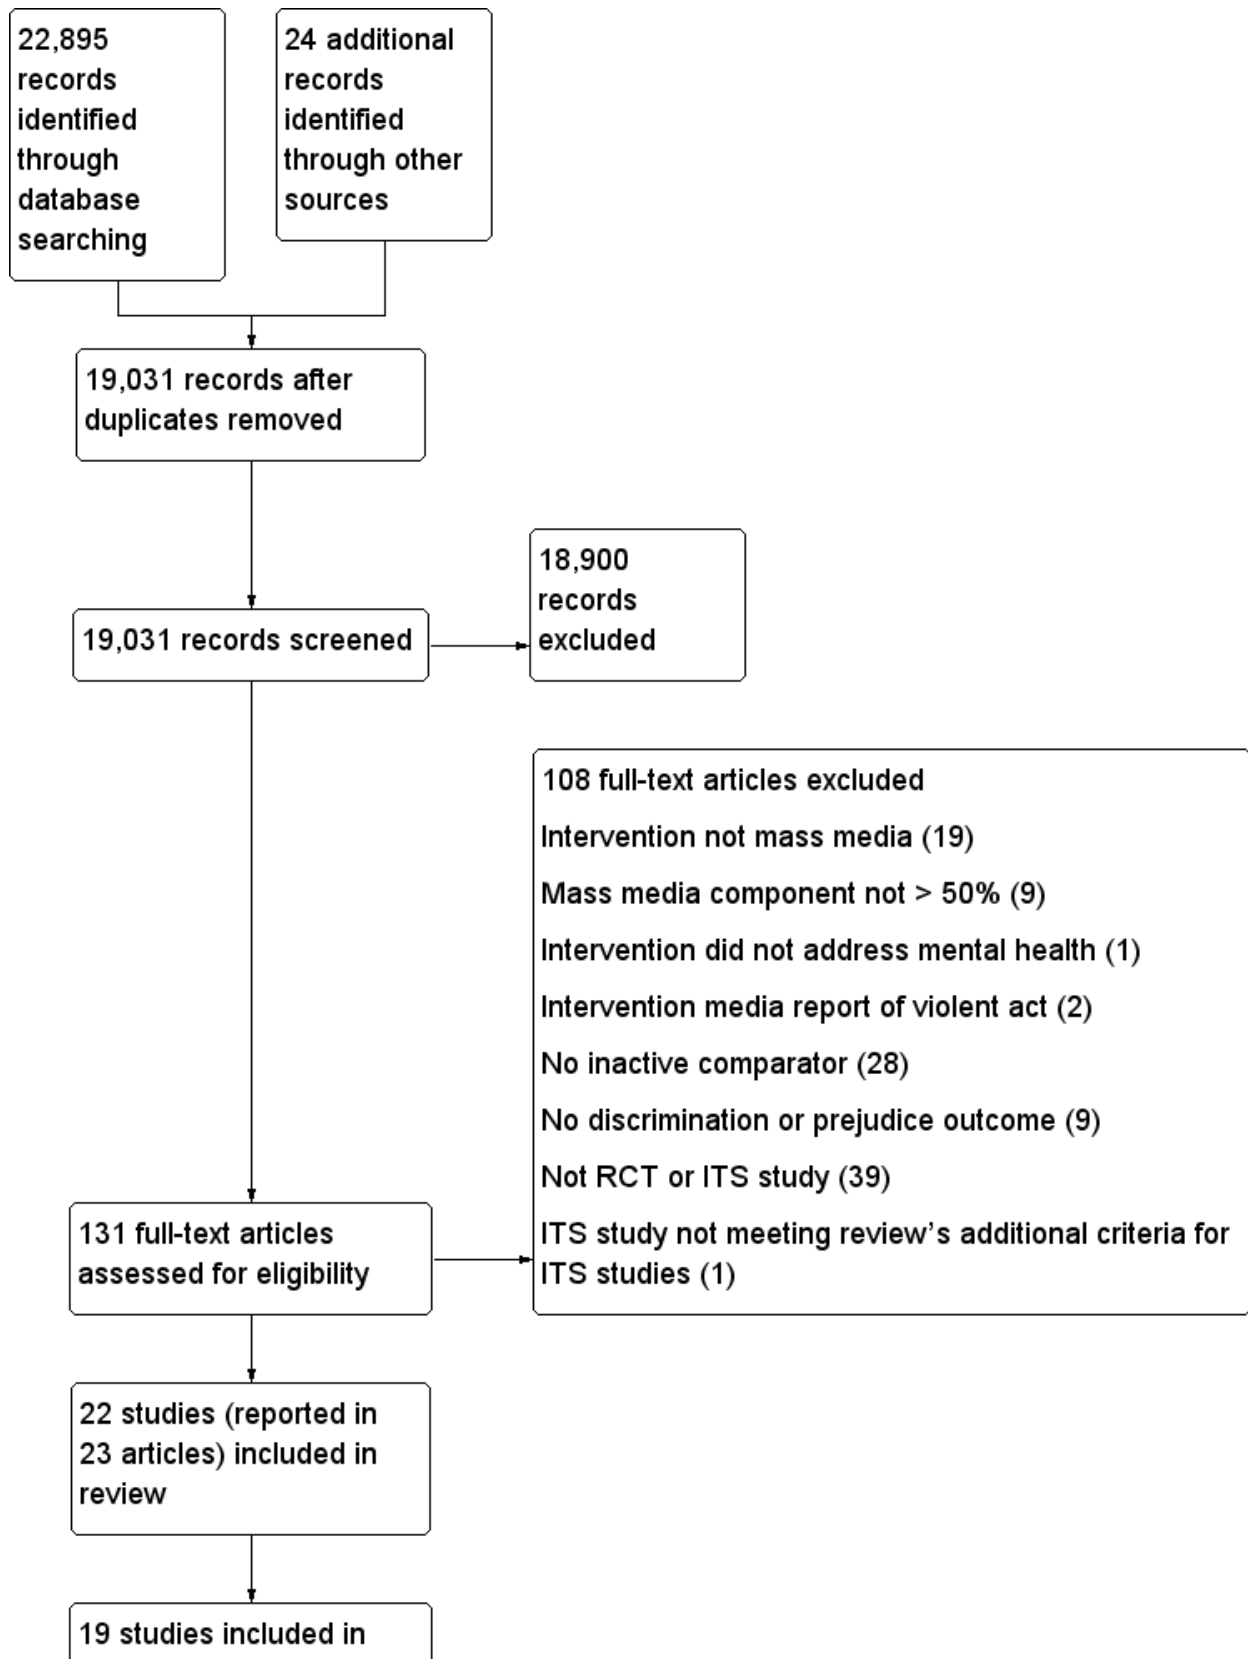 22,895
records
identified
through
database
searching
24 additional
records
identified
through other
sources
19,031 records after
duplicates removed
18,900
records
excluded
19,031 records screened
108 full-text articles excluded
Intervention not mass media (19)
Mass media component not > 50% (9)
Intervention did not address mental health (1)
Intervention media report of violent act (2)
No inactive comparator (28)
No discrimination or prejudice outcome (9)
Not RCT or ITS study (39)
ITS study not meeting review's additional criteria for
ITS studies (1)
131 full-text articles
assessed for eligibility
22 studies (reported in
23 articles) included in
review
19 studies included in